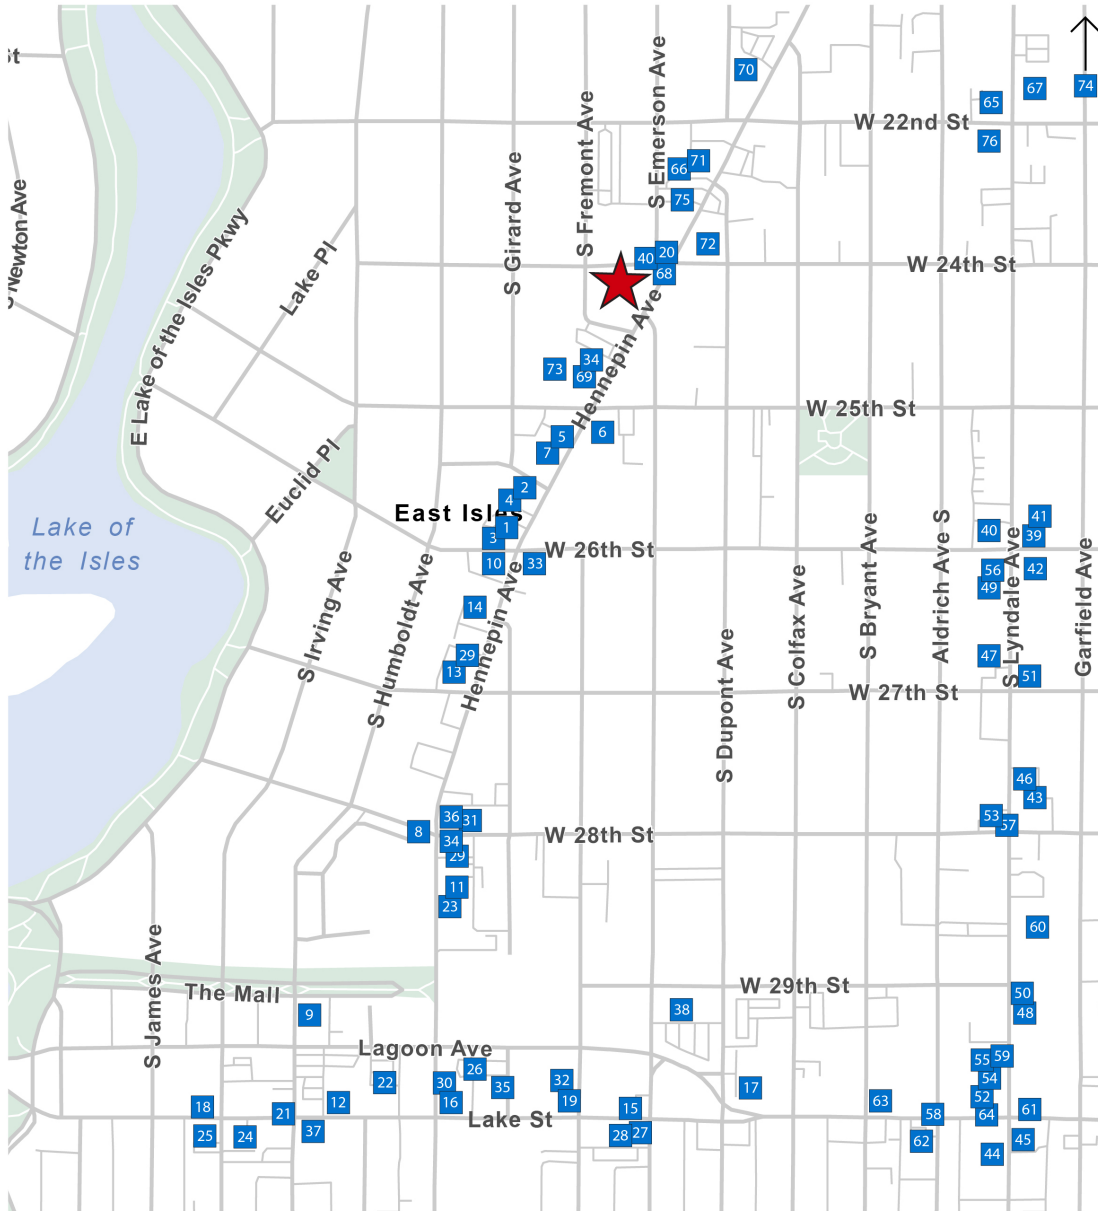 S Emerson Ave
70
67
74
65
W 22nd St
76
S Fremont Ave
S Girard Ave
71
66
75
S Newton Ave
E Lake of the Isles Pkwy
Lake Pl
72
20
40
68
W 24th St
Hennepin Ave
34
73
69
W 25th St
6
5
7
Euclid Pl
2
4
East Isles
1
3
Lake of
the Isles
W 26th St
10
33
41
40
39
56
42
49
S Irving Ave
S Humboldt Ave
Hennepin Ave
14
29
13
S Dupont Ave
S Colfax Ave
S Bryant Ave
Aldrich Ave S
S Lyndale Ave
Garfield Ave
47
51
W 27th St
46
43
53
57
36
31
8
34
29
W 28th St
11
23
60
S James Ave
The Mall
W 29th St
50
48
9
38
Lagoon Ave
55
59
54
26
22
30
35
32
17
52
18
21
12
16
Lake St
19
15
63
58
64
61
25
24
37
28
27
62
45
44